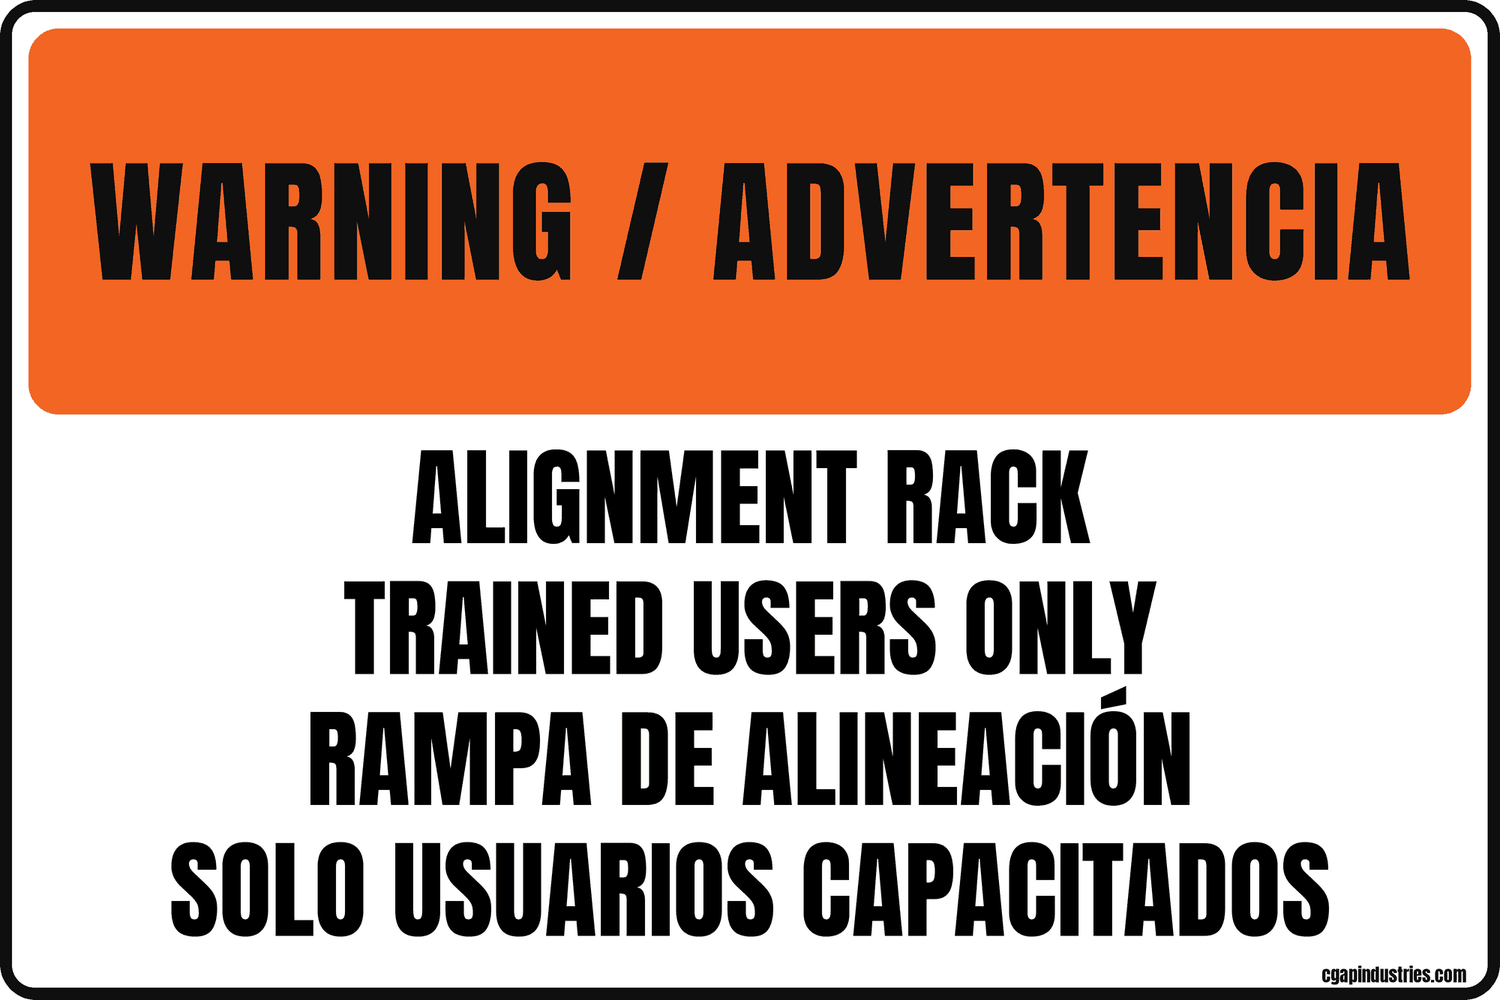 WARNING / ADVERTENCIA
ALIGNMENT RACK
TRAINED USERS ONLY
RAMPA DE ALINEACIÓN
SOLO USUARIOS CAPACITADOS
cgapindustries.com